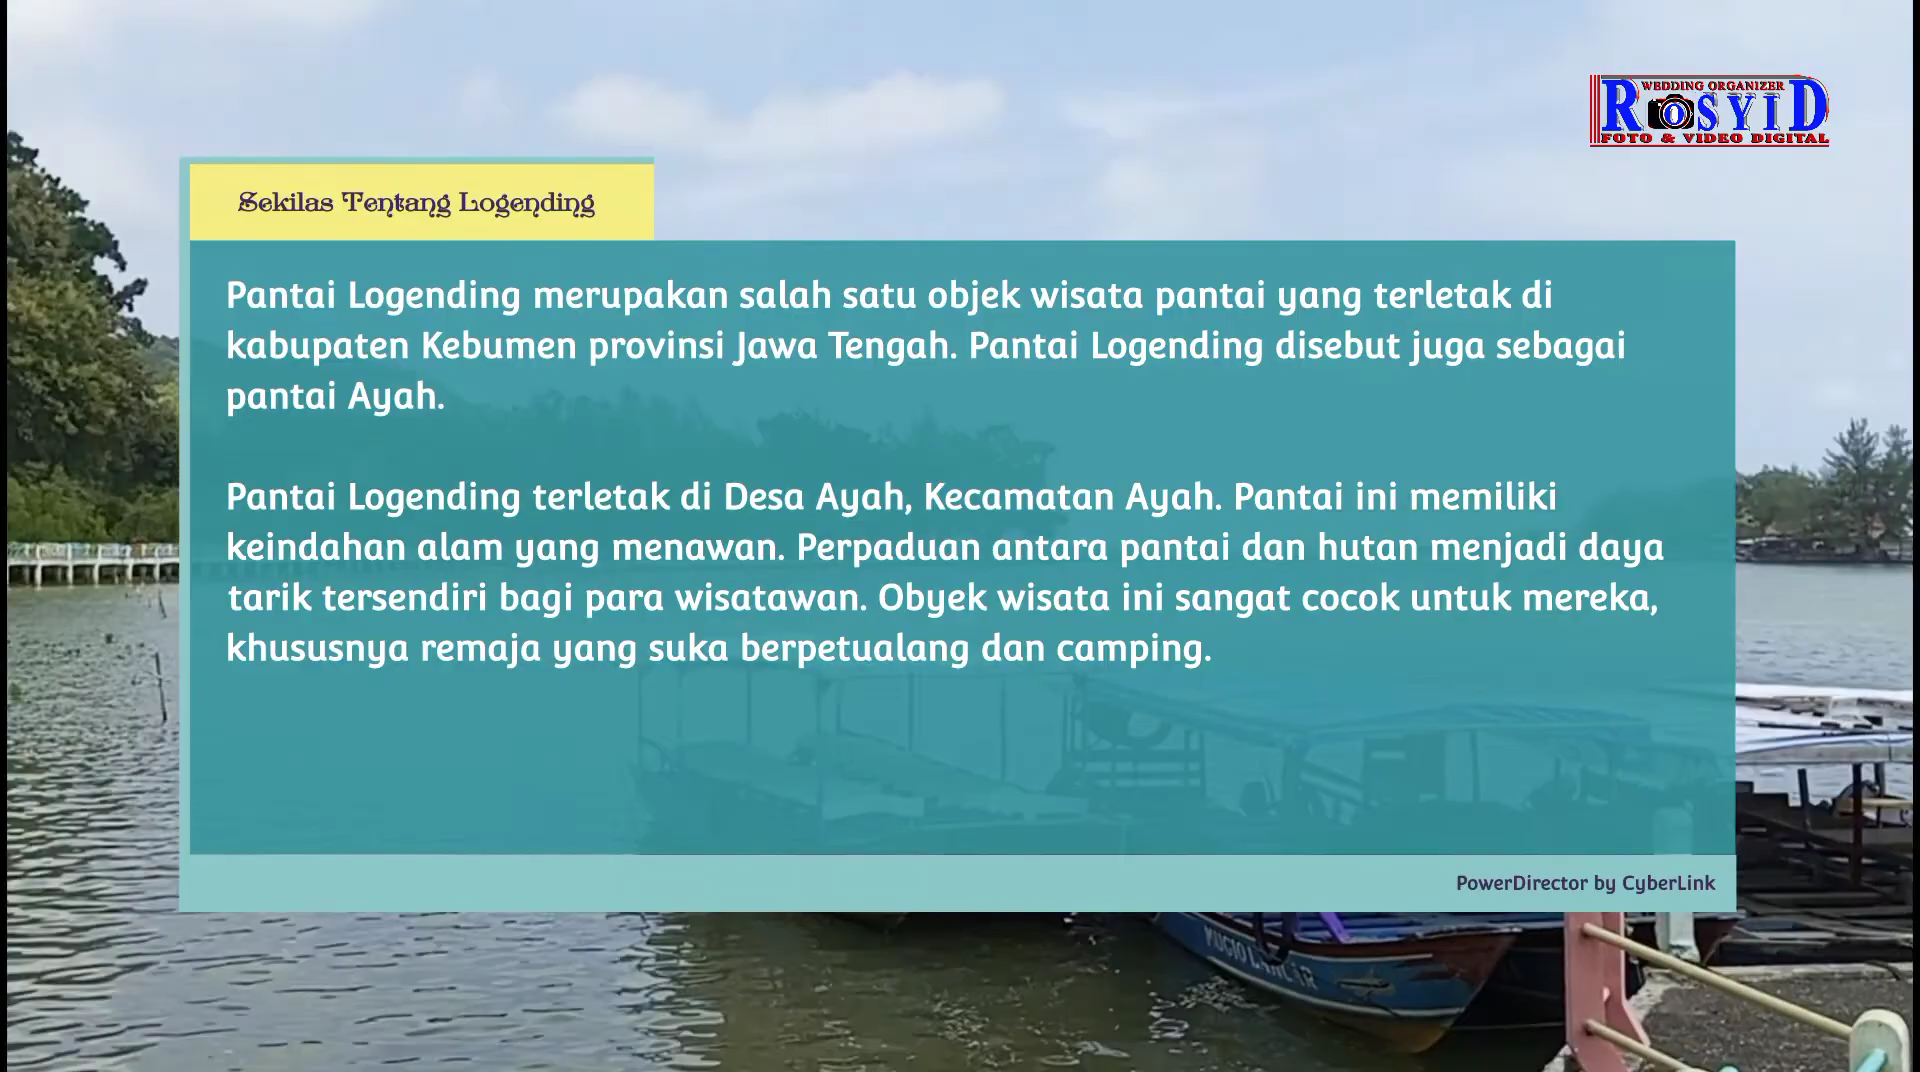 WEDDING ORGANIZER
ROSYID
FOTO & VIDEO DIGITAL
Sekilas Tentang Logending
Pantai Logending merupakan salah satu objek wisata pantai yang terletak di
kabupaten Kebumen provinsi Jawa Tengah. Pantai Logending disebut juga sebagai
pantai Ayah.
Pantai Logending terletak di Desa Ayah, Kecamatan Ayah. Pantai ini memiliki
keindahan alam yang menawan. Perpaduan antara pantai dan hutan menjadi daya
tarik tersendiri bagi para wisatawan. Obyek wisata ini sangat cocok untuk mereka,
khususnya remaja yang suka berpetualang dan camping.
PowerDirector by CyberLink